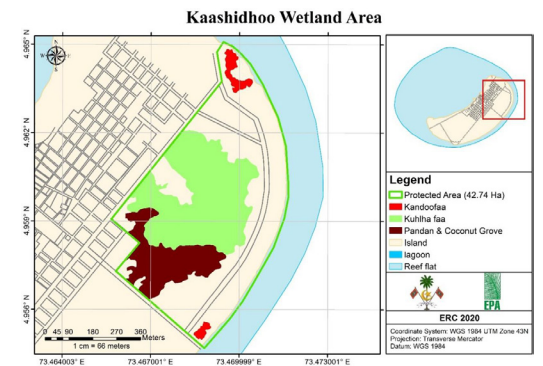 Kaashidhoo Wetland Area
4.965° N
4.962° N
4.959° N
4.956° N
N
W
E
S
0 45 90 180 270 360
Meters
1 cm = 66 meters
73.464003° E
73.467001° E
73.469999° E
73.473001° E
Legend
Protected Area (42.74 Ha)
Kandoofaa
Kuhlha faa
Pandan & Coconut Grove
Island
lagoon
Reef flat
EPA
ERC 2020
Coordinate System: WGS 1984 UTM Zone 43N
Projection: Transverse Mercator
Datum: WGS 1984